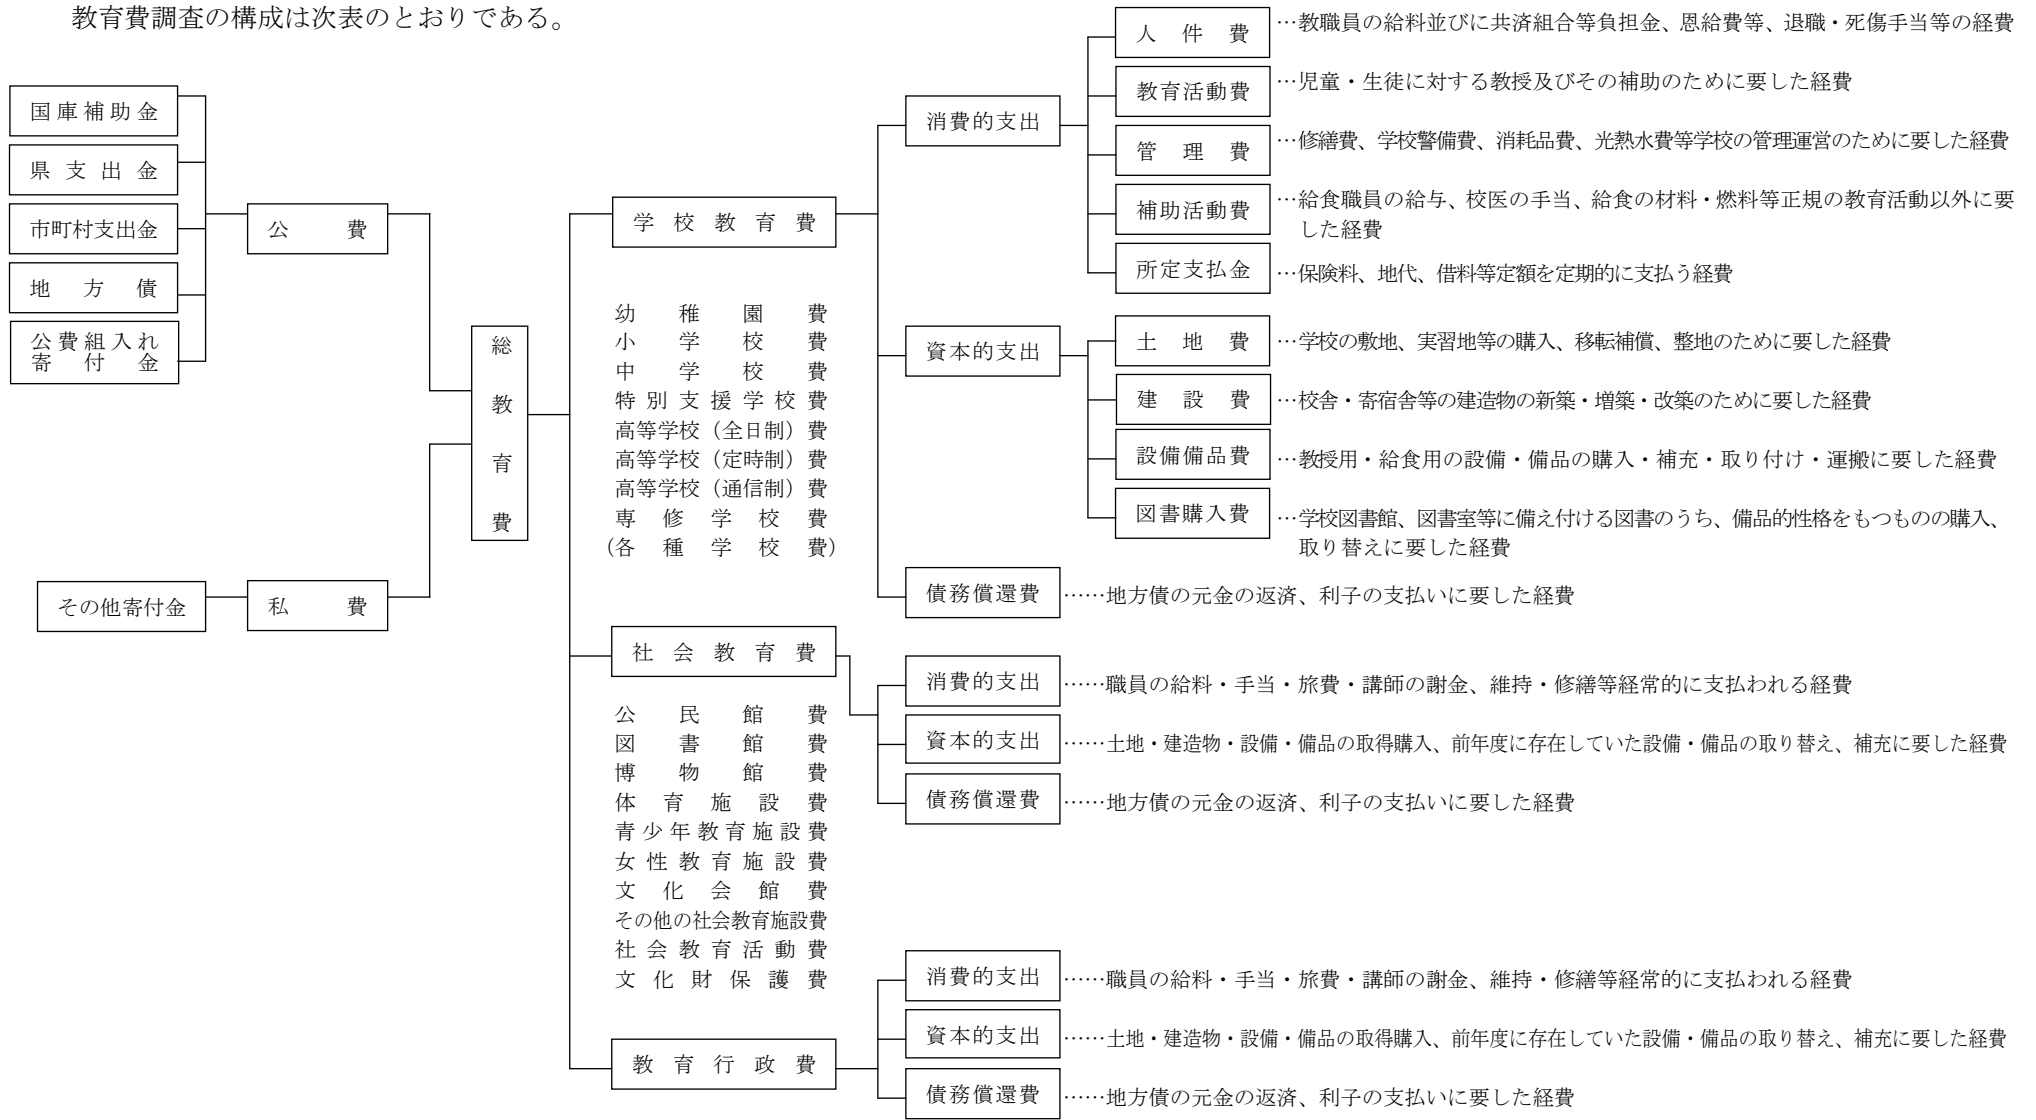 教育費調査の構成は次表のとおりである。
国庫補助金
県支出金
市町村支出金
地方債
公費組入れ
寄付金
公費
その他寄付金
私費
総教育費
学校教育費
幼稚園費
小学校費
中学校費
特別支援学校費
高等学校（全日制）費
高等学校（定時制）費
高等学校（通信制）費
専修学校費
（各種学校費）
消費的支出
人件費
…教職員の給料並びに共済組合等負担金、恩給費等、退職・死傷手当等の経費
教育活動費
…児童・生徒に対する教授及びその補助のために要した経費
管理費
…修繕費、学校警備費、消耗品費、光熱水費等学校の管理運営のために要した経費
補助活動費
…給食職員の給与、校医の手当、給食の材料・燃料等正規の教育活動以外に要
した経費
所定支払金
…保険料、地代、借料等定額を定期的に支払う経費
資本的支出
土地費
…学校の敷地、実習地等の購入、移転補償、整地のために要した経費
建設費
…校舎・寄宿舎等の建造物の新築・増築・改築のために要した経費
設備備品費
…教授用・給食用の設備・備品の購入・補充・取り付け・運搬に要した経費
図書購入費
…学校図書館、図書室等に備え付ける図書のうち、備品的性格をもつものの購入、
取り替えに要した経費
債務償還費
……地方債の元金の返済、利子の支払いに要した経費
社会教育費
公民館費
図書館費
博物館費
体育施設費
青少年教育施設費
女性教育施設費
文化会館費
その他の社会教育施設費
社会教育活動費
文化財保護費
消費的支出
……職員の給料・手当・旅費・講師の謝金、維持・修繕等経常的に支払われる経費
資本的支出
……土地・建造物・設備・備品の取得購入、前年度に存在していた設備・備品の取り替え、補充に要した経費
債務償還費
……地方債の元金の返済、利子の支払いに要した経費
教育行政費
消費的支出
……職員の給料・手当・旅費・講師の謝金、維持・修繕等経常的に支払われる経費
資本的支出
……土地・建造物・設備・備品の取得購入、前年度に存在していた設備・備品の取り替え、補充に要した経費
債務償還費
……地方債の元金の返済、利子の支払いに要した経費